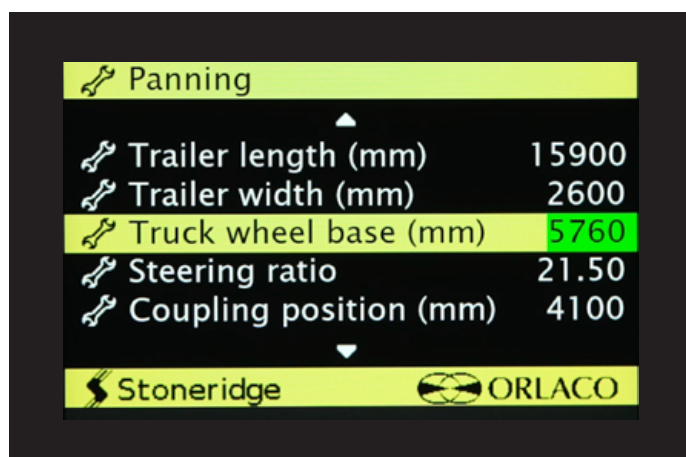 Panning
Trailer length (mm) 15900
Trailer width (mm) 2600
Truck wheel base (mm) 5760
Steering ratio 21.50
Coupling position (mm) 4100
Stoneridge ORLACO